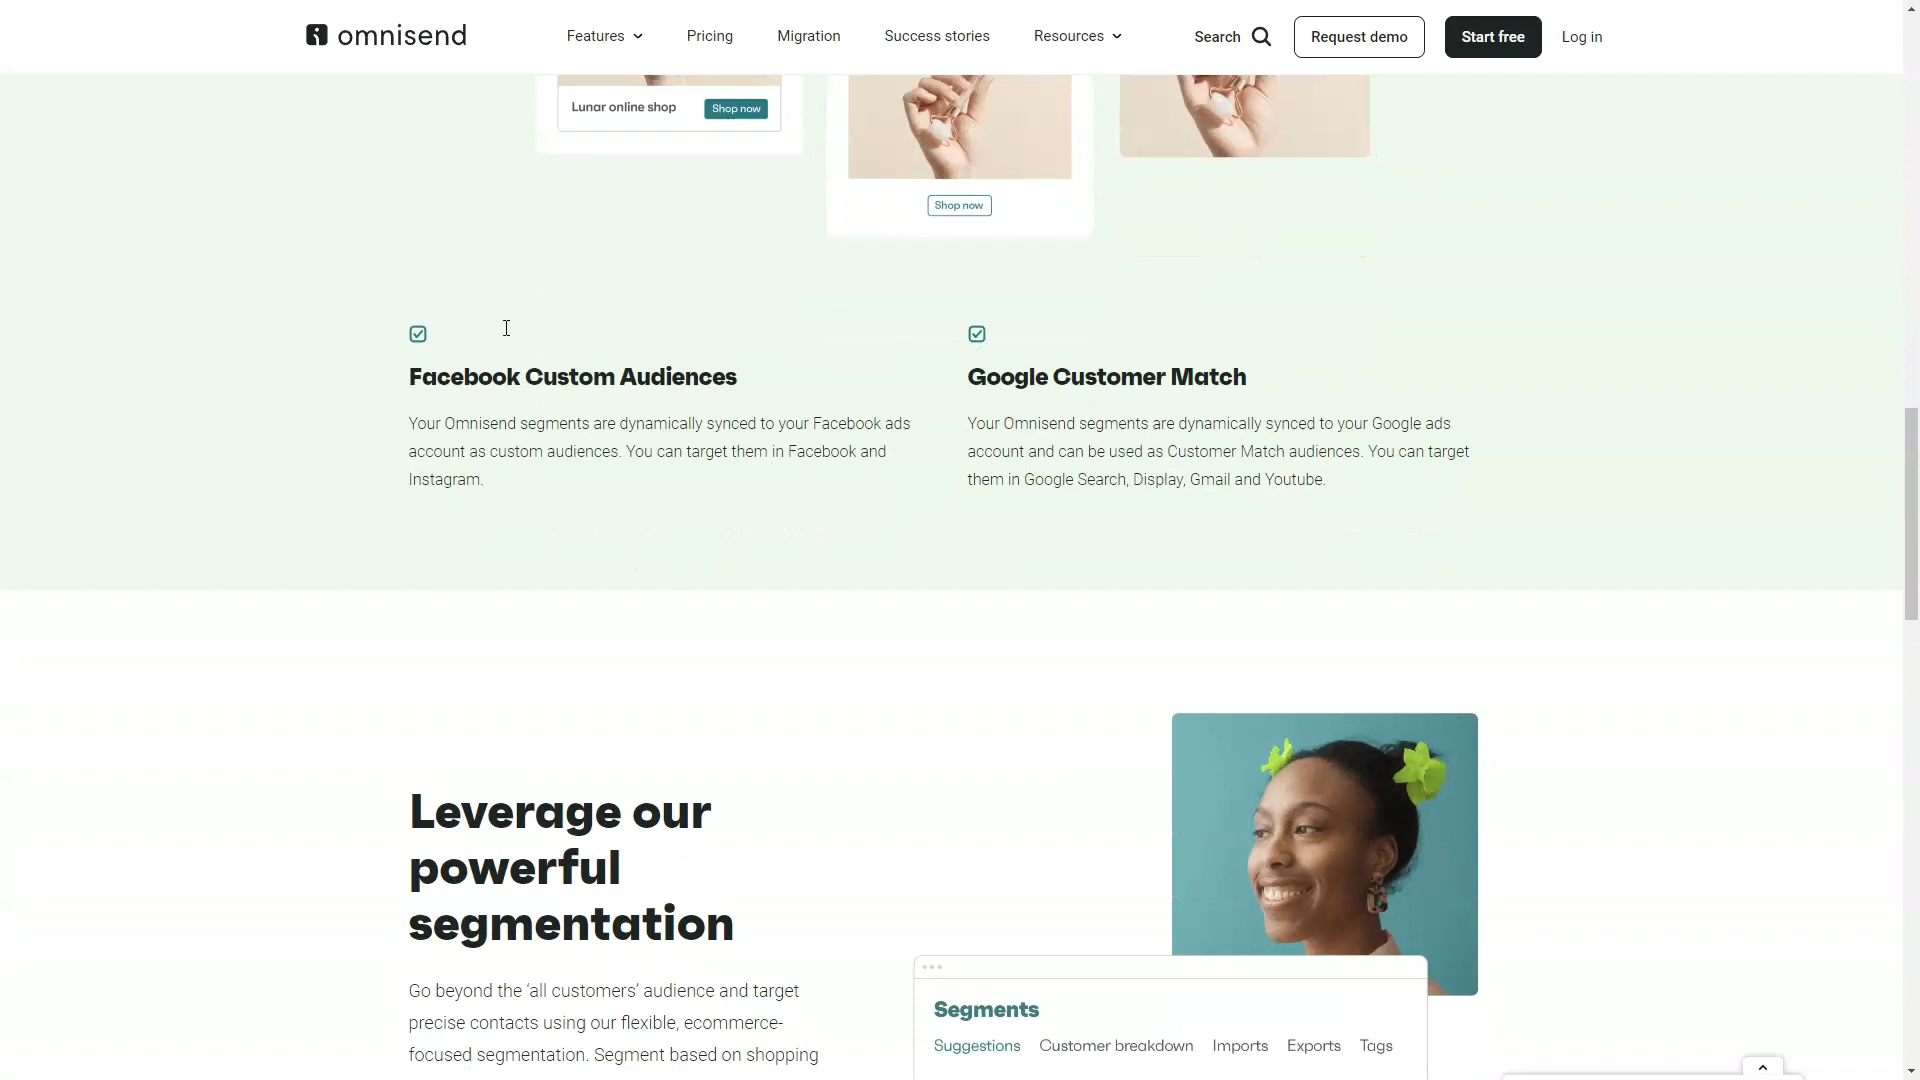 omnisend
Features
Pricing
Migration
Success stories
Resources
Search
Request demo
Start free
Log in
Lunar online shop
Shop now
Shop now
Facebook Custom Audiences
Your Omnisend segments are dynamically synced to your Facebook ads
account as custom audiences. You can target them in Facebook and
Instagram.
Google Customer Match
Your Omnisend segments are dynamically synced to your Google ads
account and can be used as Customer Match audiences. You can target
them in Google Search, Display, Gmail and Youtube.
Leverage our
powerful
segmentation
Go beyond the ‘all customers’ audience and target
precise contacts using our flexible, ecommerce-
focused segmentation. Segment based on shopping
Segments
Suggestions
Customer breakdown
Imports
Exports
Tags